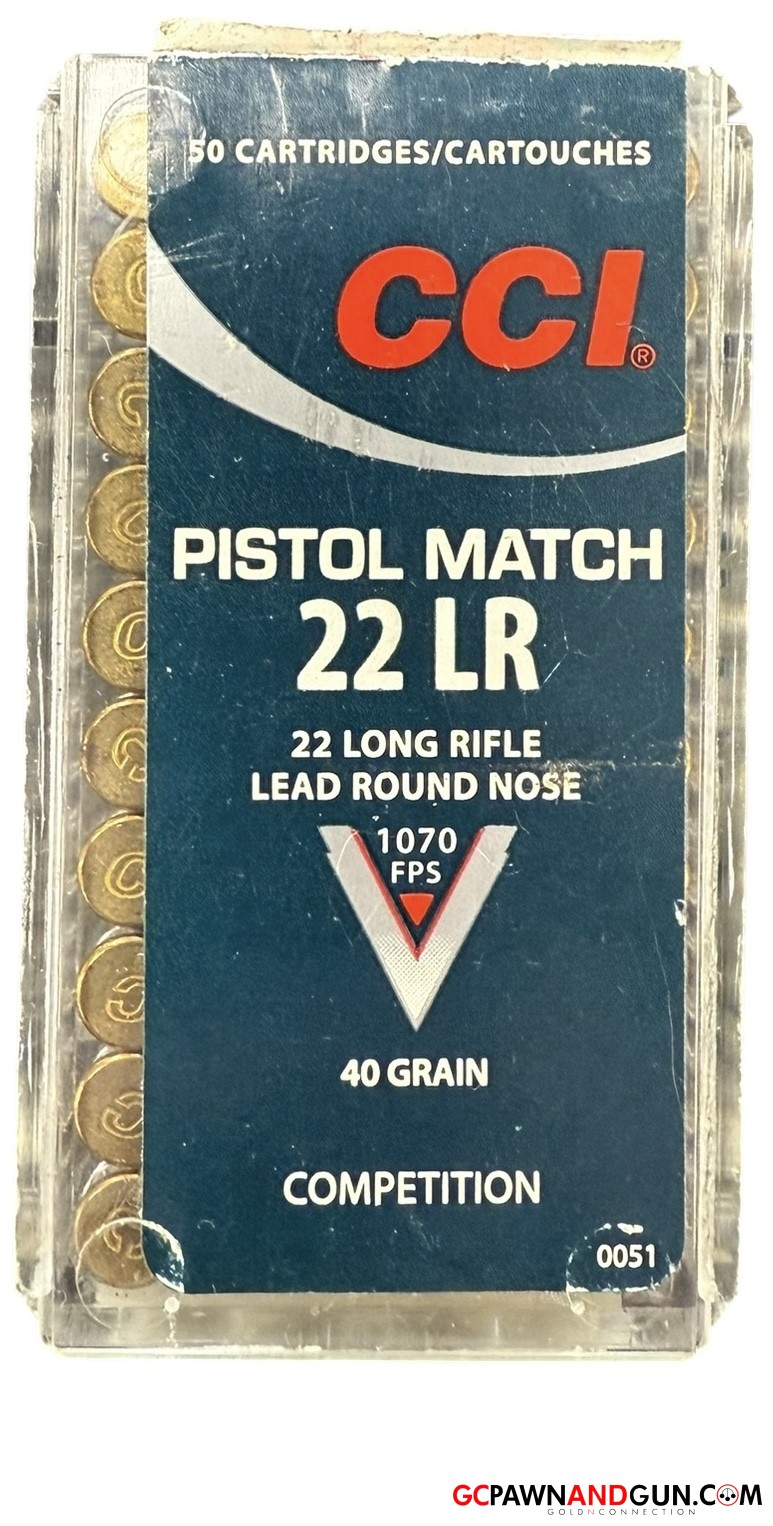 50 CARTRIDGES/CARTOUCHES
CCI®
PISTOL MATCH
22 LR
22 LONG RIFLE
LEAD ROUND NOSE
1070
FPS
40 GRAIN
COMPETITION
0051
GCPAWNANDGUN.COM
GOLDNCONNECTION